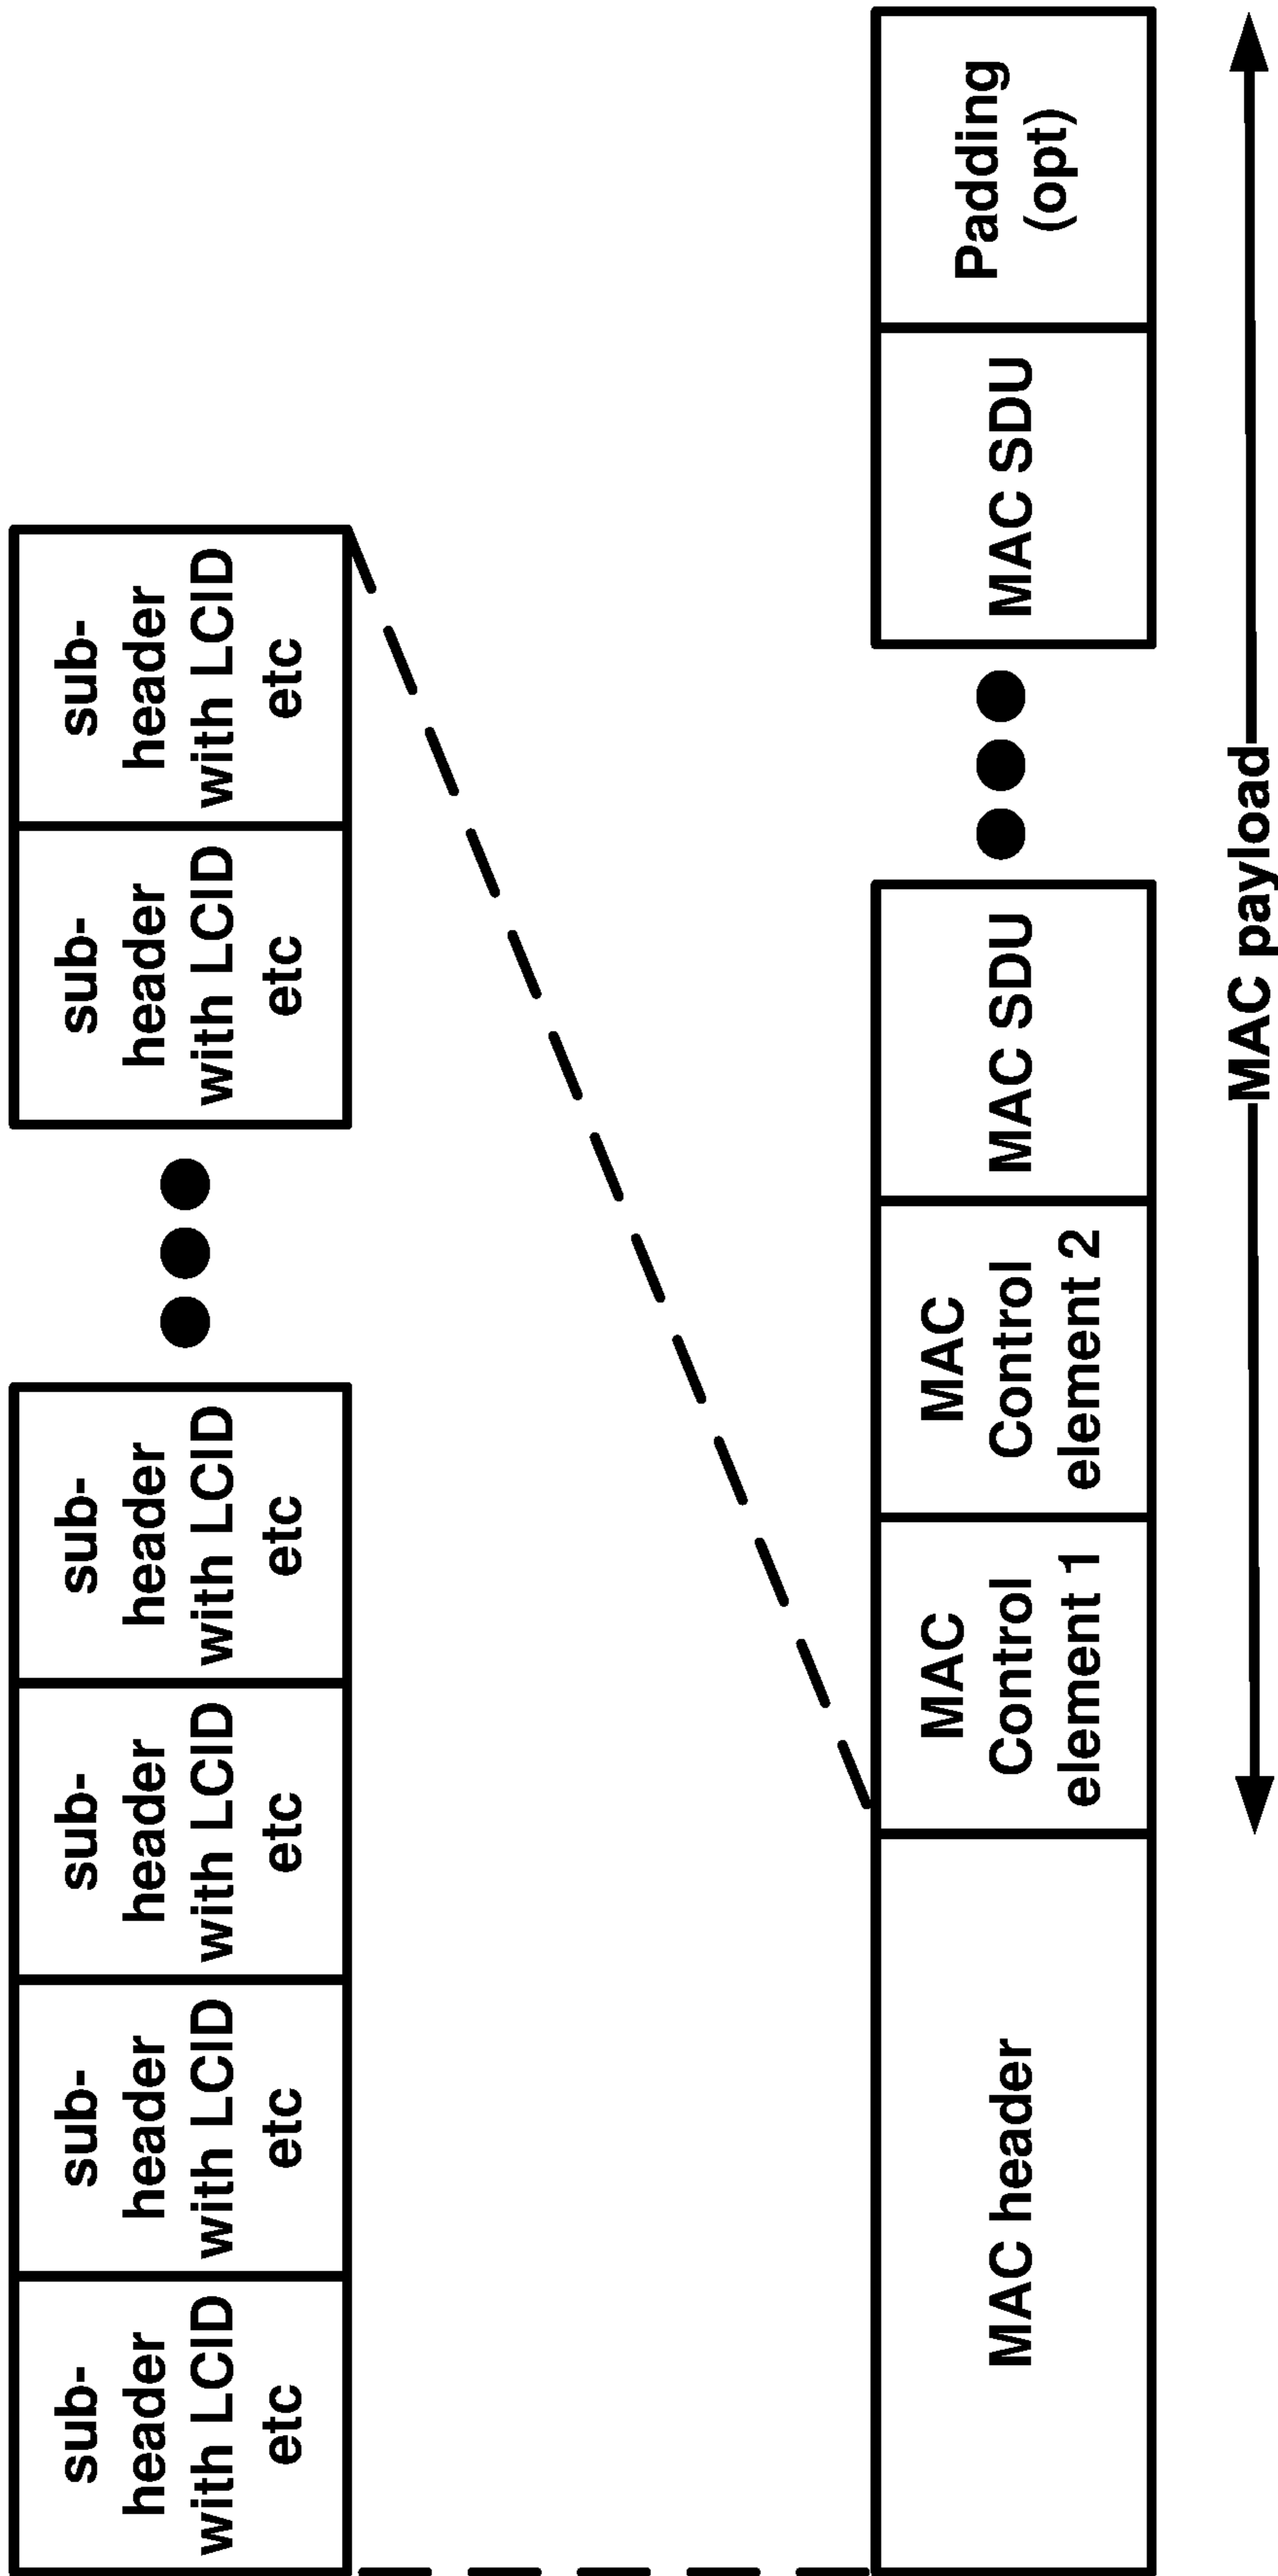 sub-
header
with LCID
etc
sub-
header
with LCID
etc
sub-
header
with LCID
etc
sub-
header
with LCID
etc
sub-
header
with LCID
etc
sub-
header
with LCID
etc
MAC header
MAC
Control
element 1
MAC
Control
element 2
MAC SDU
MAC SDU
Padding
(opt)
MAC payload